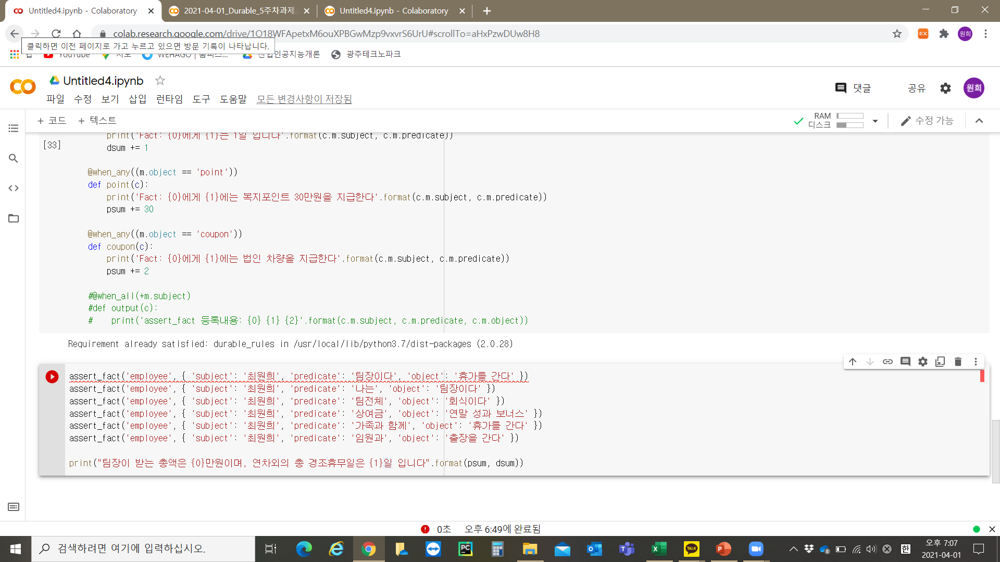 Untitled4.ipynb - Colaboratory
2021-04-01_Durable_5주차과제.
Untitled4.ipynb - Colaboratory
colab.research.google.com/drive/1O18WFApetxM6ouXPBGwMzp9vxvrS6UrU#scrollTo=aHxPzwDUw8H8
EX
원희
클릭하면 이전 페이지로 가고 누르고 있으면 방문 기록이 나타납니다.
앱 YouTube 지도 WEHAGO | 홈피스... 산업인공지능개론 광주테크노파크
Untitled4.ipynb
댓글 공유 원희
파일 수정 보기 삽입 런타임 도구 도움말 모든 변경사항이 저장됨
+ 코드 + 텍스트
RAM
디스크
수정 가능
print('Fact: {0}에게 {1}는 1일 입니다'.format(c.m.subject, c.m.predicate))
[33]
dsum += 1
@when_any((m.object == 'point'))
def point(c):
print('Fact: {0}에게 {1}에는 복지포인트 30만원을 지급한다'.format(c.m.subject, c.m.predicate))
psum += 30
@when_any((m.object == 'coupon'))
def coupon(c):
print('Fact: {0}에게 {1}에는 법인 차량을 지급한다'.format(c.m.subject, c.m.predicate))
psum += 2
#@when_all(+m.subject)
#def output(c):
#    print('assert_fact 등록내용: {0} {1} {2}'.format(c.m.subject, c.m.predicate, c.m.object))
Requirement already satisfied: durable_rules in /usr/local/lib/python3.7/dist-packages (2.0.28)
assert_fact('employee', { 'subject': '최원희', 'predicate': '팀장이다', 'object': '휴가를 간다' })
assert_fact('employee', { 'subject': '최원희', 'predicate': '나는', 'object': '팀장이다' })
assert_fact('employee', { 'subject': '최원희', 'predicate': '팀전체', 'object': '회식이다' })
assert_fact('employee', { 'subject': '최원희', 'predicate': '상여금', 'object': '연말 성과 보너스' })
assert_fact('employee', { 'subject': '최원희', 'predicate': '가족과 함께', 'object': '휴가를 간다' })
assert_fact('employee', { 'subject': '최원희', 'predicate': '임원과', 'object': '출장을 간다' })
print("팀장이 받는 총액은 {0}만원이며, 연차외의 총 경조휴무일은 {1}일 입니다".format(psum, dsum))
0초 오후 6:49에 완료됨
검색하려면 여기에 입력하십시오.
PC
TALK
한
오후 7:07
2021-04-01